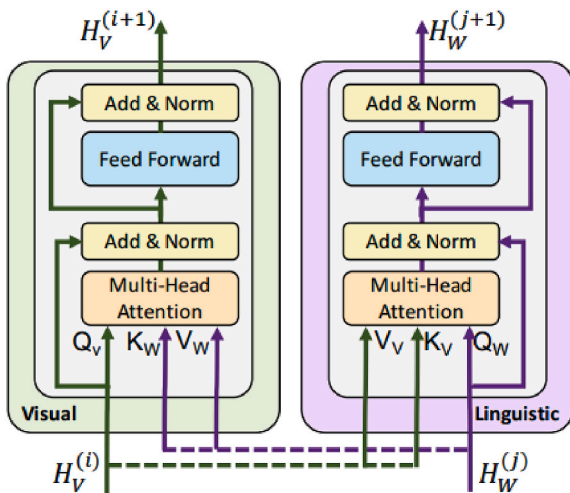 H_V^(i+1)
H_W^(j+1)
Add & Norm
Feed Forward
Add & Norm
Multi-Head
Attention
Q_v K_W V_W
Visual
H_V^(i)
Add & Norm
Feed Forward
Add & Norm
Multi-Head
Attention
V_V K_V Q_W
Linguistic
H_W^(j)